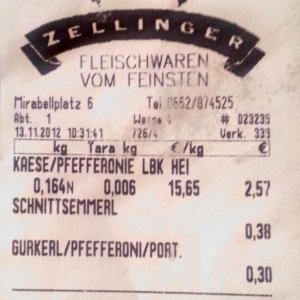 ZELLINGER
FLEISCHWAREN
VOM FEINSTEN
Mirabellplatz 6 Tel 0662/874525
Abt. 1 # 023235
13.11.2012 10:31:41 726/4 Verk. 333
kg Tara kg €/kg €
KAESE/PFEFFERONIE LBK HEI
0,164N 0,006 15,65 2,57
SCHNITTSEMMERL
0,38
GURKERL/PFEFFERONI/PORT.
0,30